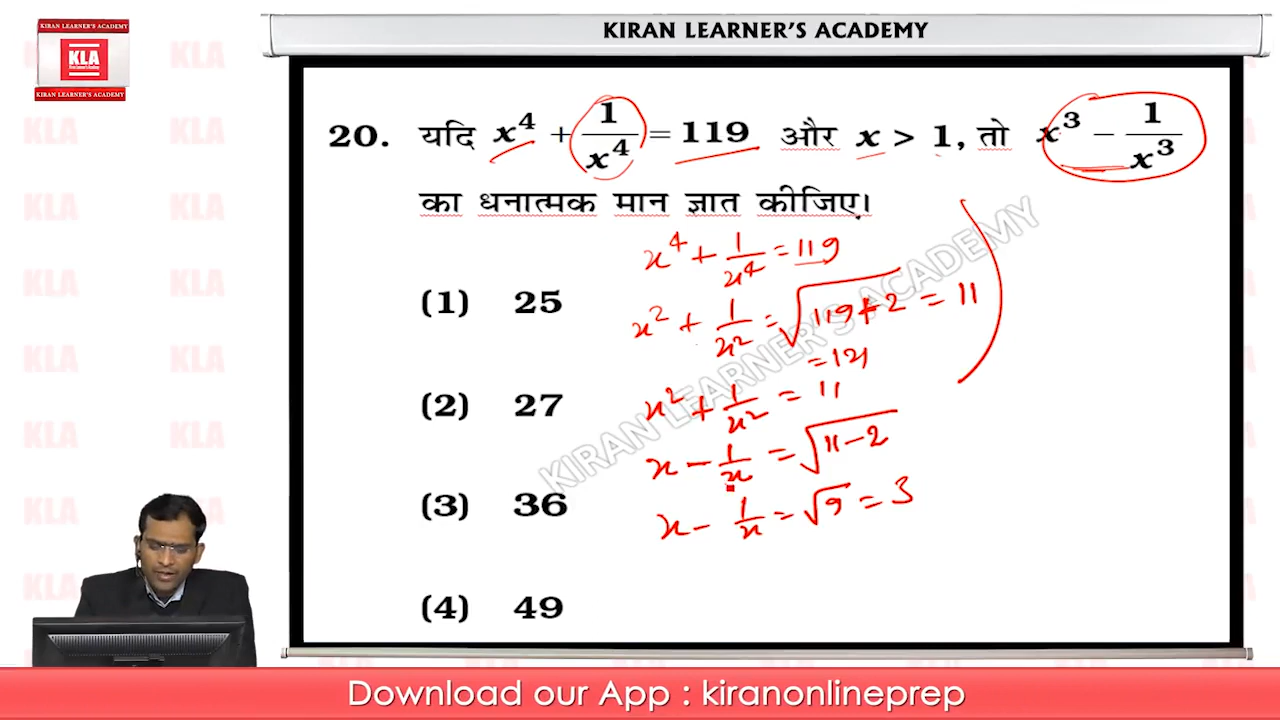 KIRAN LEARNER'S ACADEMY
KIRAN LEARNER'S ACADEMY
KLA
Kiran Learner's Academy
KIRAN LEARNER'S ACADEMY
20. यदि x⁴ + 1/x⁴ = 119 और x > 1, तो x³ − 1/x³
का धनात्मक मान ज्ञात कीजिए।
x⁴ + 1/x⁴ = 119
(1) 25
x² + 1/x² = √119+2 = 11
= 121
(2) 27
x² + 1/x² = 11
x − 1/x = √11−2
(3) 36
x − 1/x = √9 = 3
(4) 49
KIRAN LEARNER'S ACADEMY
Download our App : kiranonlineprep